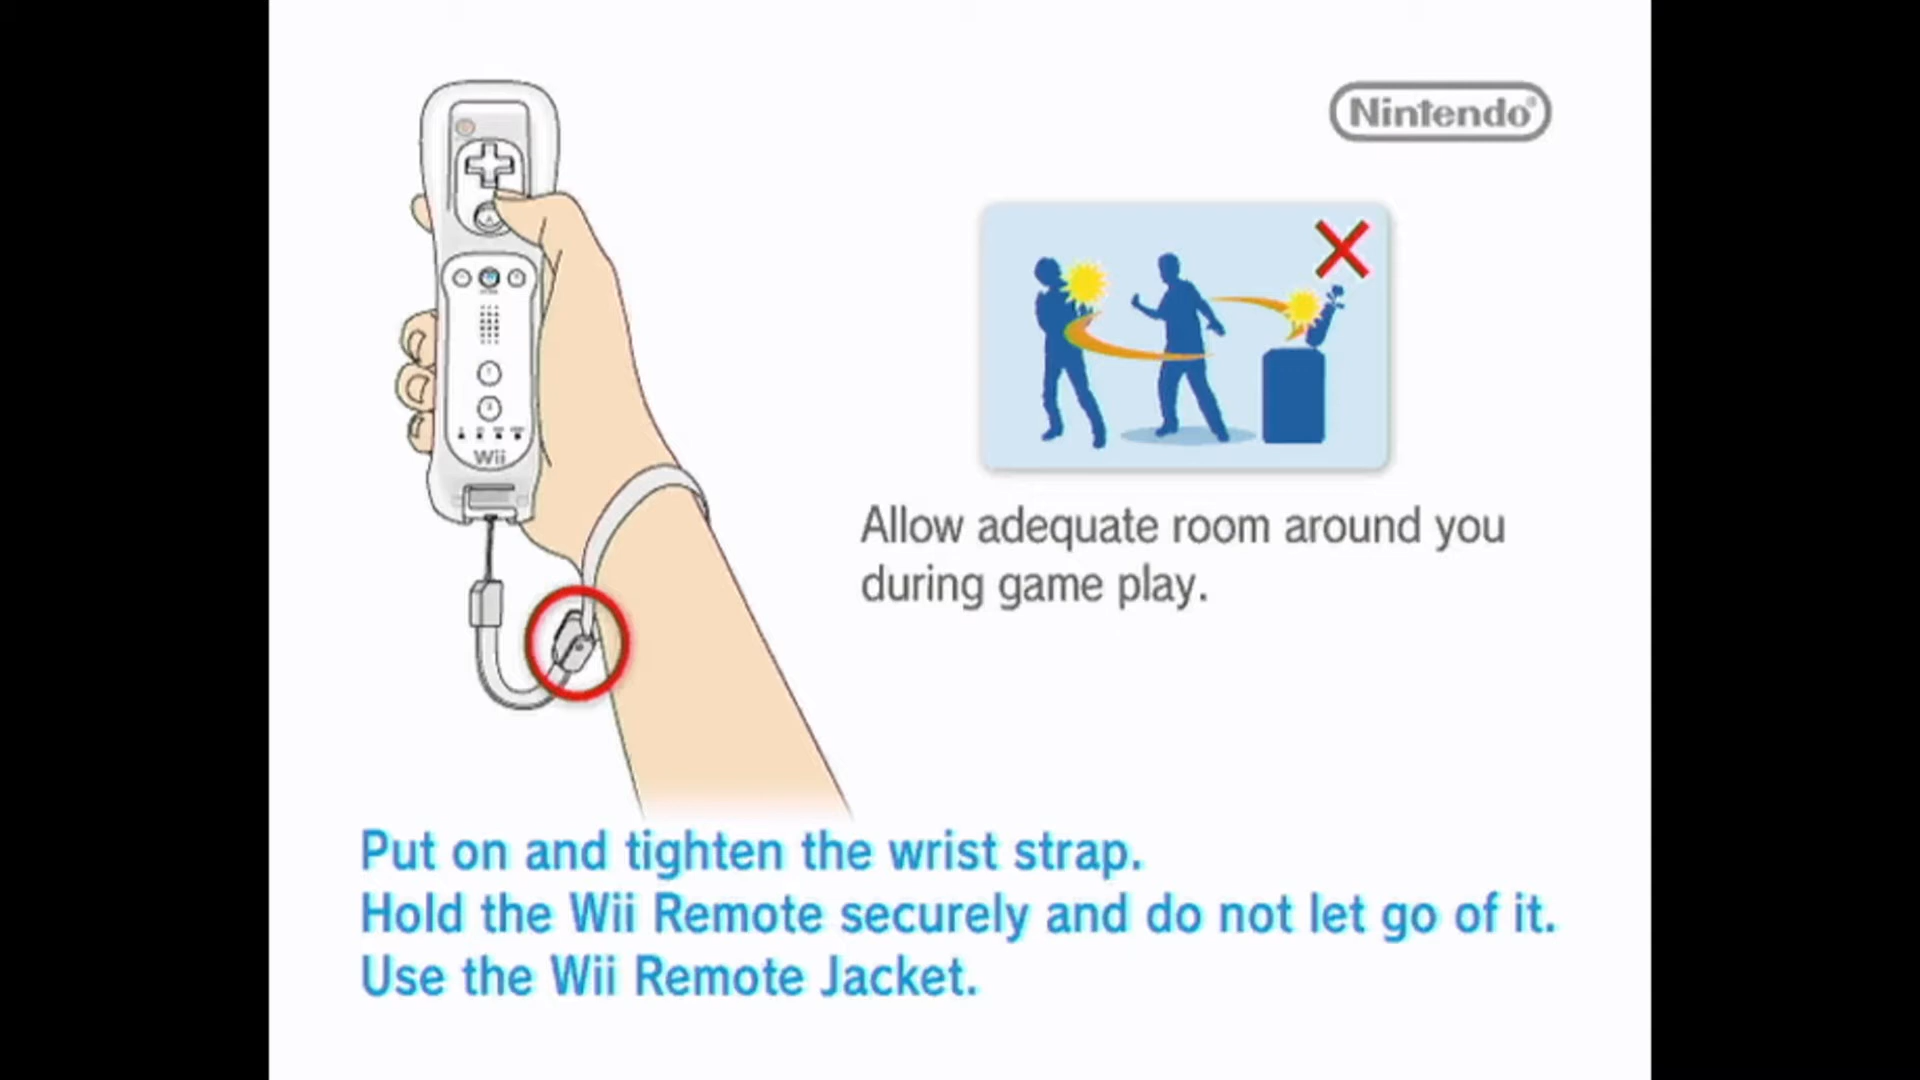 Nintendo®
Allow adequate room around you
during game play.
Wii
Put on and tighten the wrist strap.
Hold the Wii Remote securely and do not let go of it.
Use the Wii Remote Jacket.